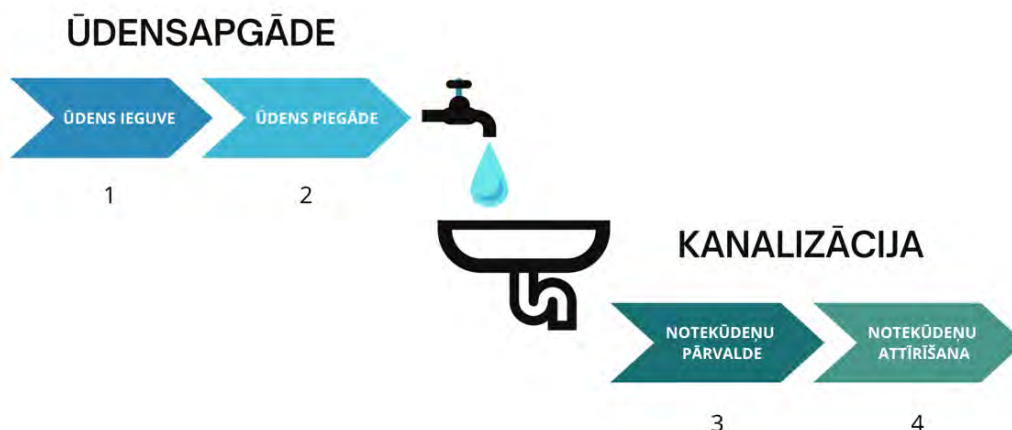 ŪDENSAPGĀDE
ŪDENS IEGUVE
ŪDENS PIEGĀDE
1
2
KANALIZĀCIJA
NOTEKŪDEŅU
PĀRVALDE
NOTEKŪDEŅU
ATTĪRĪŠANA
3
4